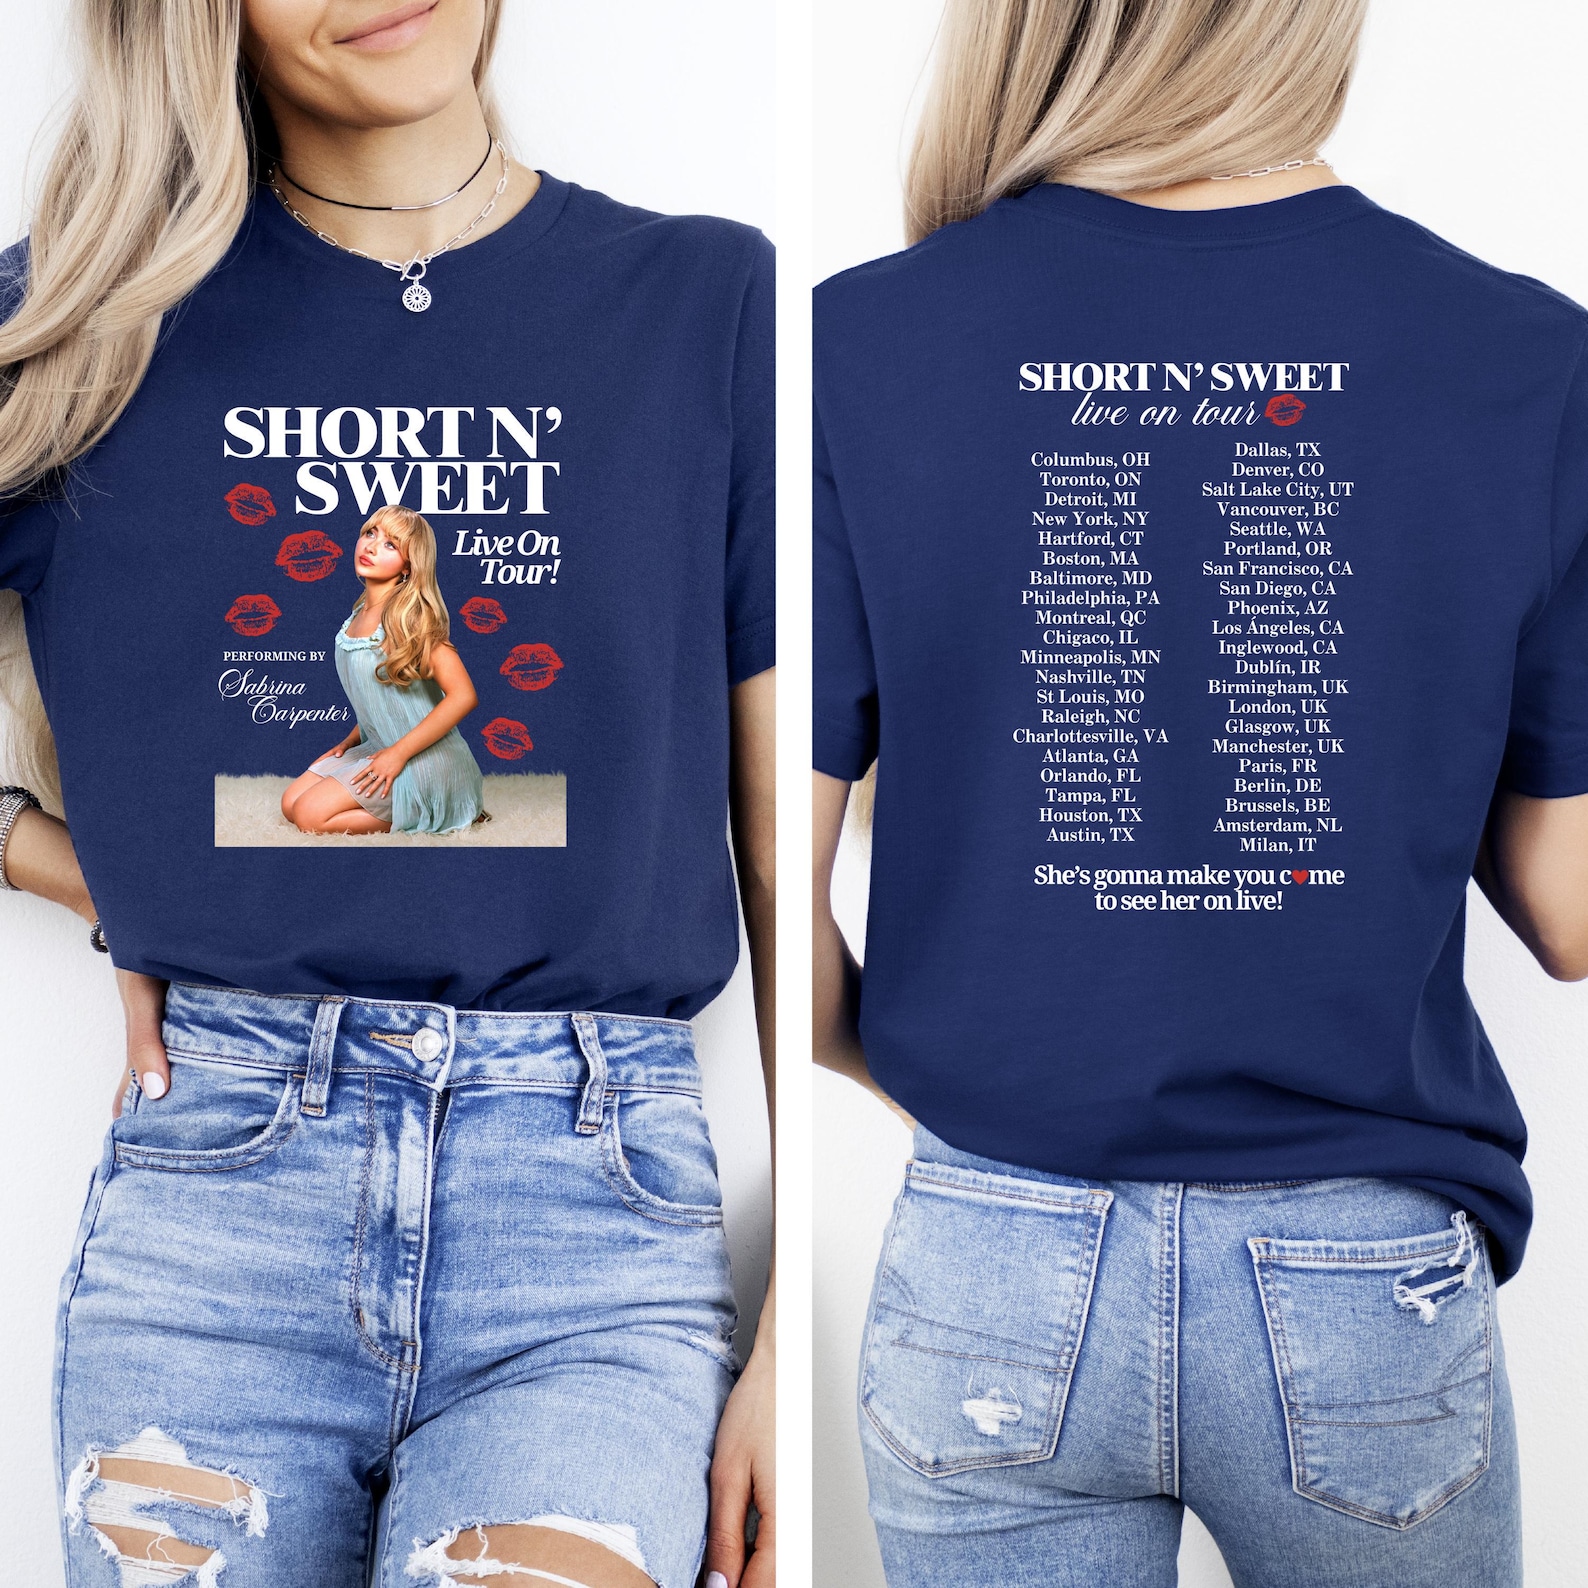 SHORT N’
SWEET
Live On
Tour!
PERFORMING BY
Sabrina
Carpenter
SHORT N’ SWEET
live on tour
Columbus, OH
Toronto, ON
Detroit, MI
New York, NY
Hartford, CT
Boston, MA
Baltimore, MD
Philadelphia, PA
Montreal, QC
Chigaco, IL
Minneapolis, MN
Nashville, TN
St Louis, MO
Raleigh, NC
Charlottesville, VA
Atlanta, GA
Orlando, FL
Tampa, FL
Houston, TX
Austin, TX
Dallas, TX
Denver, CO
Salt Lake City, UT
Vancouver, BC
Seattle, WA
Portland, OR
San Francisco, CA
San Diego, CA
Phoenix, AZ
Los Ángeles, CA
Inglewood, CA
Dublín, IR
Birmingham, UK
London, UK
Glasgow, UK
Manchester, UK
Paris, FR
Berlin, DE
Brussels, BE
Amsterdam, NL
Milan, IT
She’s gonna make you c♥me
to see her on live!